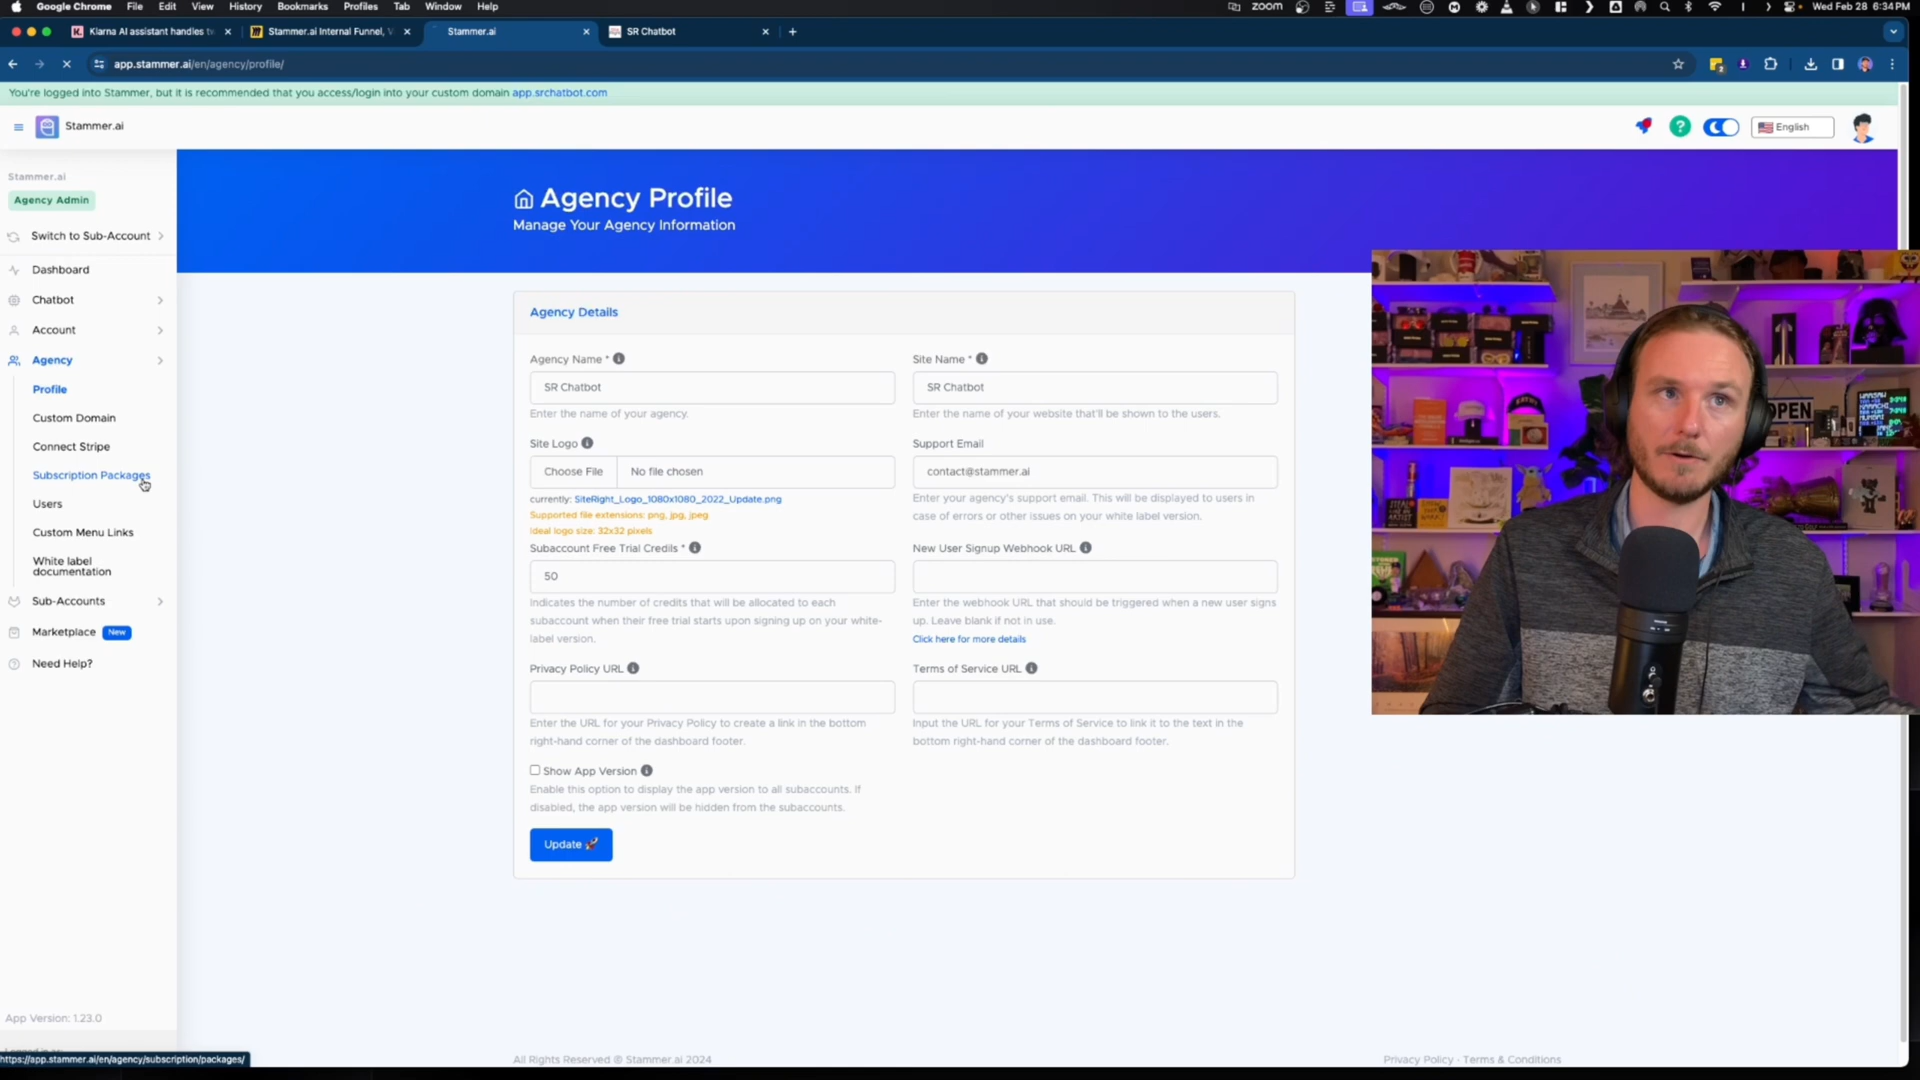 Google Chrome File Edit View History Bookmarks Profiles Tab Window Help
zoom
Wed Feb 28 6:34 PM
Klarna AI assistant handles tw
Stammer.ai Internal Funnel, V
Stammer.ai
SR Chatbot
app.stammer.ai/en/agency/profile/
You're logged into Stammer, but it is recommended that you access/login into your custom domain app.srchatbot.com
Stammer.ai
English
Stammer.ai
Agency Admin
Switch to Sub-Account
Dashboard
Chatbot
Account
Agency
Profile
Custom Domain
Connect Stripe
Subscription Packages
Users
Custom Menu Links
White label
documentation
Sub-Accounts
Marketplace New
Need Help?
App Version: 1.23.0
https://app.stammer.ai/en/agency/subscription/packages/
Agency Profile
Manage Your Agency Information
Agency Details
Agency Name *
SR Chatbot
Enter the name of your agency.
Site Name *
SR Chatbot
Enter the name of your website that'll be shown to the users.
Site Logo
Choose File No file chosen
currently: SiteRight_Logo_1080x1080_2022_Update.png
Supported file extensions: png, jpg, jpeg
Ideal logo size: 32x32 pixels
Support Email
contact@stammer.ai
Enter your agency's support email. This will be displayed to users in
case of errors or other issues on your white label version.
Subaccount Free Trial Credits *
50
Indicates the number of credits that will be allocated to each
subaccount when their free trial starts upon signing up on your white-
label version.
New User Signup Webhook URL
Enter the webhook URL that should be triggered when a new user signs
up. Leave blank if not in use.
Click here for more details
Privacy Policy URL
Enter the URL for your Privacy Policy to create a link in the bottom
right-hand corner of the dashboard footer.
Terms of Service URL
Input the URL for your Terms of Service to link it to the text in the
bottom right-hand corner of the dashboard footer.
Show App Version
Enable this option to display the app version to all subaccounts. If
disabled, the app version will be hidden from the subaccounts.
Update
All Rights Reserved © Stammer.ai 2024
Privacy Policy - Terms & Conditions
OPEN